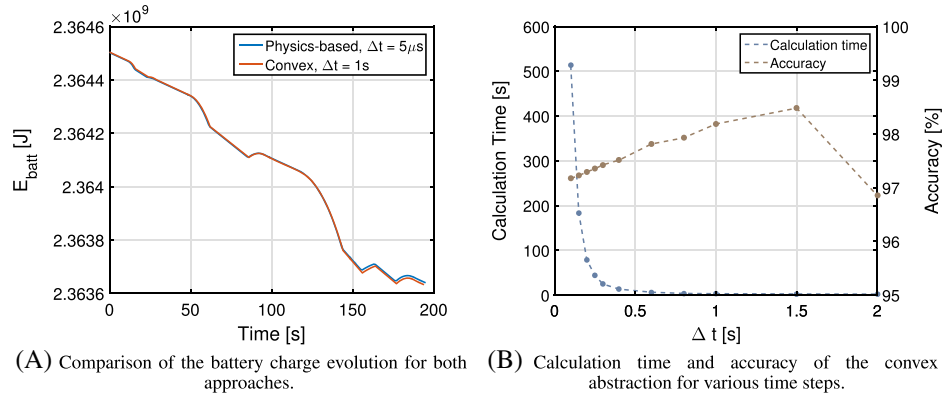 × 10⁹
2.3646
2.3644
2.3642
2.364
2.3638
2.3636
E_batt [J]
Physics-based, Δt = 5μs
Convex, Δt = 1s
0 50 100 150 200
Time [s]
600
500
400
300
200
100
0
Calculation Time [s]
Calculation time
Accuracy
100
99
98
97
96
95
Accuracy [%]
0 0.5 1 1.5 2
Δ t [s]
(A) Comparison of the battery charge evolution for both
approaches.
(B) Calculation time and accuracy of the convex
abstraction for various time steps.